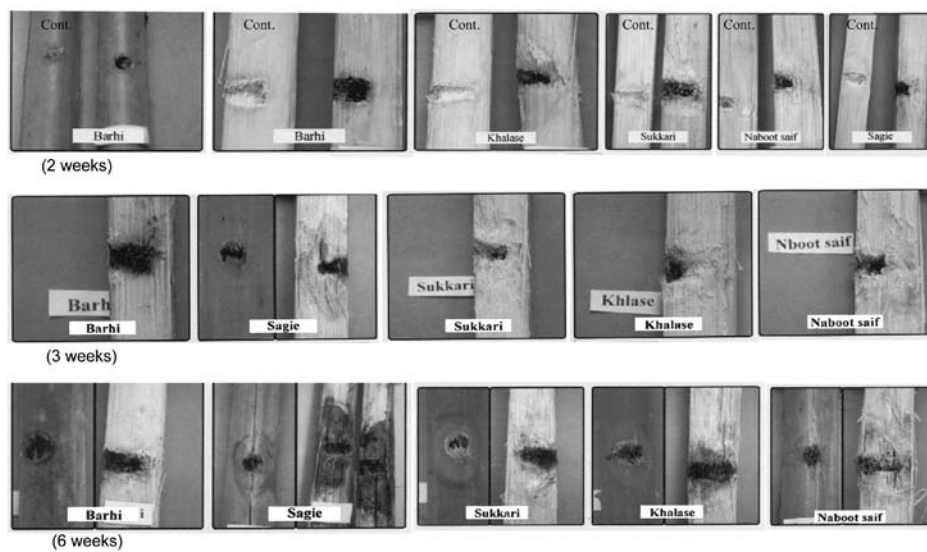 Cont.
Barhi
Cont.
Barhi
Cont.
Khalase
Cont.
Sukkari
Cont.
Naboot saif
Cont.
Sagie
(2 weeks)
Barh
Barhi
Sagie
Sukkari
Sukkari
Khlase
Khalase
Nboot saif
Naboot saif
(3 weeks)
Barhi i
Sagie
Sukkari
Khalase
Naboot saif
(6 weeks)